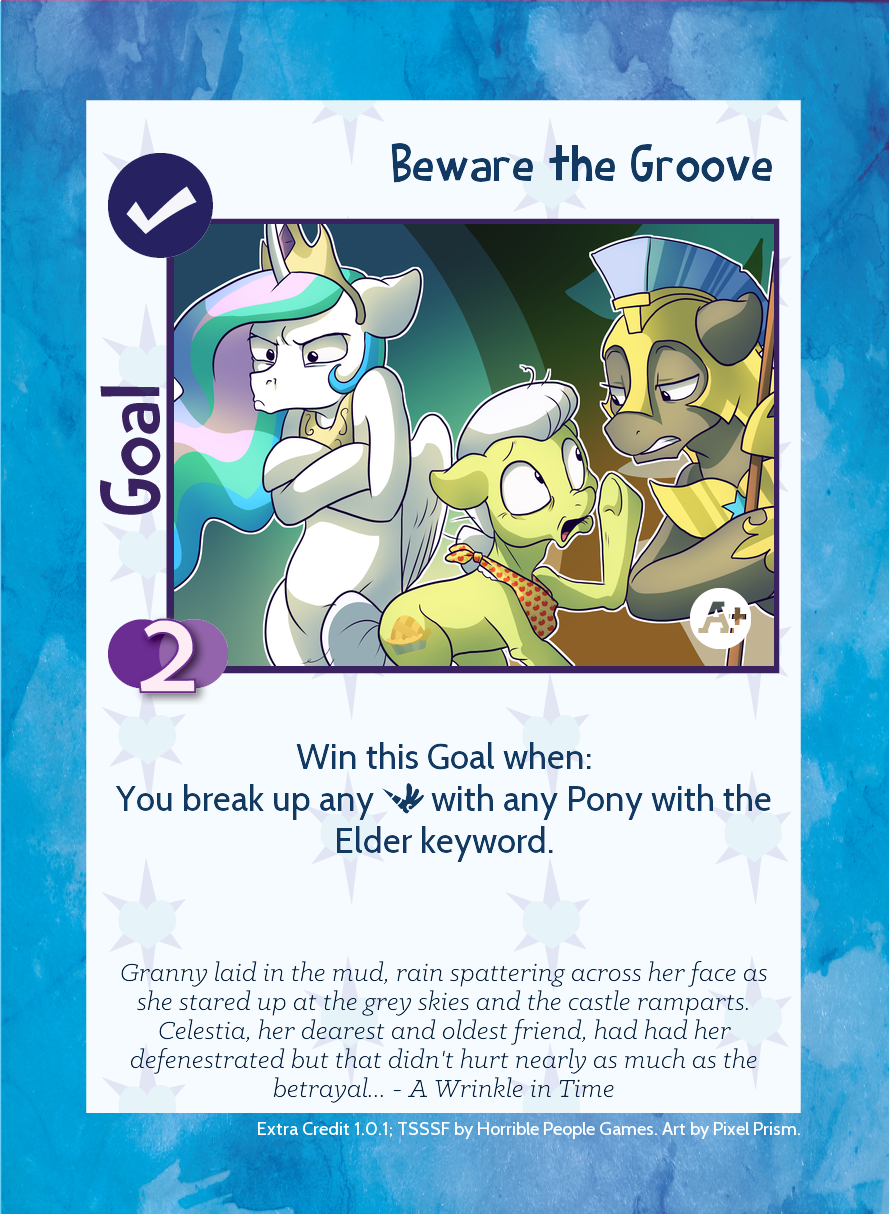 Beware the Groove
Goal
A+
2
Win this Goal when:
You break up any with any Pony with the
Elder keyword.
Granny laid in the mud, rain spattering across her face as
she stared up at the grey skies and the castle ramparts.
Celestia, her dearest and oldest friend, had had her
defenestrated but that didn't hurt nearly as much as the
betrayal... - A Wrinkle in Time
Extra Credit 1.0.1; TSSSF by Horrible People Games. Art by Pixel Prism.